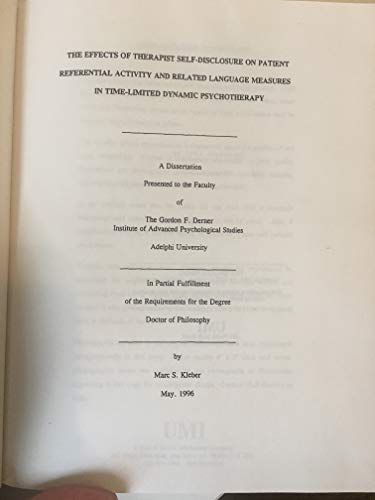 THE EFFECTS OF THERAPIST SELF-DISCLOSURE ON PATIENT
REFERENTIAL ACTIVITY AND RELATED LANGUAGE MEASURES
IN TIME-LIMITED DYNAMIC PSYCHOTHERAPY
A Dissertation
Presented to the Faculty
of
The Gordon F. Derner
Institute of Advanced Psychological Studies
Adelphi University
In Partial Fulfillment
of the Requirements for the Degree
Doctor of Philosophy
UMI
by
Marc S. Kleber
May, 1996
UMI